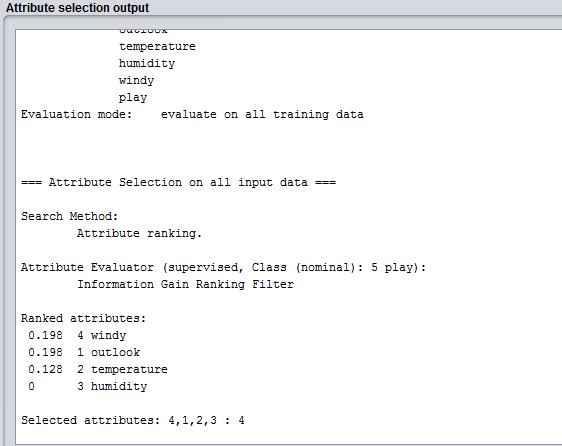 Attribute selection output
outlook
temperature
humidity
windy
play
Evaluation mode:    evaluate on all training data
=== Attribute Selection on all input data ===
Search Method:
Attribute ranking.
Attribute Evaluator (supervised, Class (nominal): 5 play):
Information Gain Ranking Filter
Ranked attributes:
0.198  4 windy
0.198  1 outlook
0.128  2 temperature
0      3 humidity
Selected attributes: 4,1,2,3 : 4